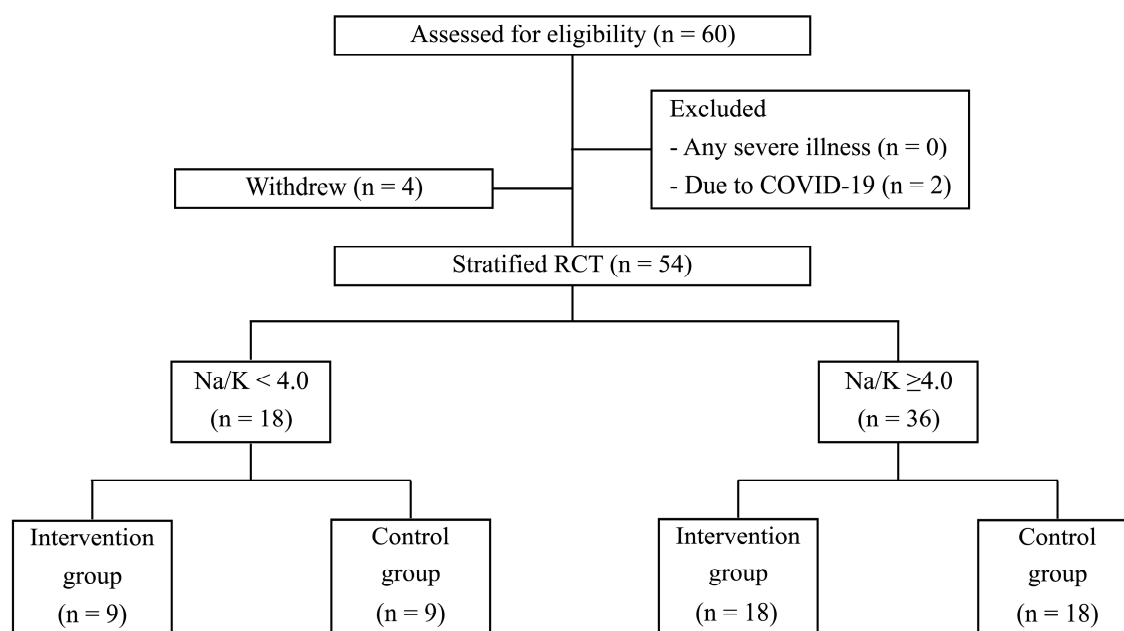 Assessed for eligibility (n = 60)
Excluded
- Any severe illness (n = 0)
- Due to COVID-19 (n = 2)
Withdrew (n = 4)
Stratified RCT (n = 54)
Na/K < 4.0
(n = 18)
Na/K ≥4.0
(n = 36)
Intervention
group
(n = 9)
Control
group
(n = 9)
Intervention
group
(n = 18)
Control
group
(n = 18)